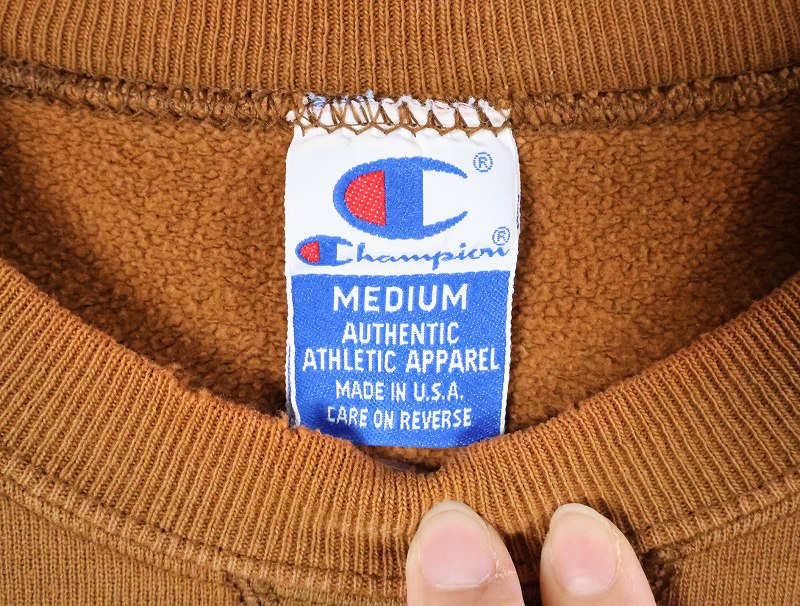 ®
Champion®
MEDIUM
AUTHENTIC
ATHLETIC APPAREL
MADE IN U.S.A.
CARE ON REVERSE